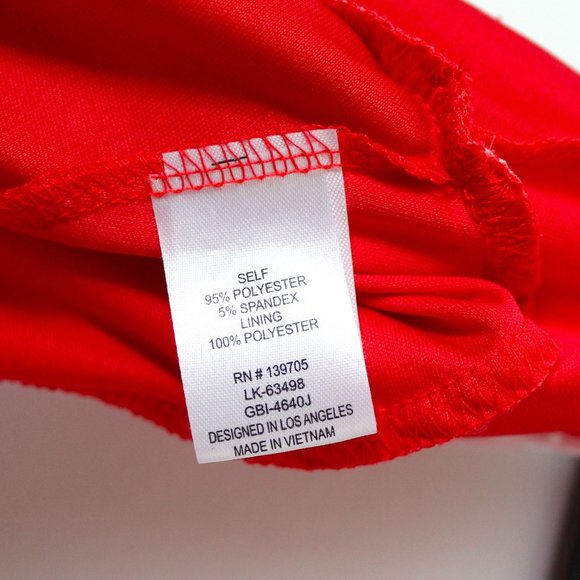 SELF
95% POLYESTER
5% SPANDEX
LINING
100% POLYESTER
RN # 139705
LK-63498
GBI-4640J
DESIGNED IN LOS ANGELES
MADE IN VIETNAM